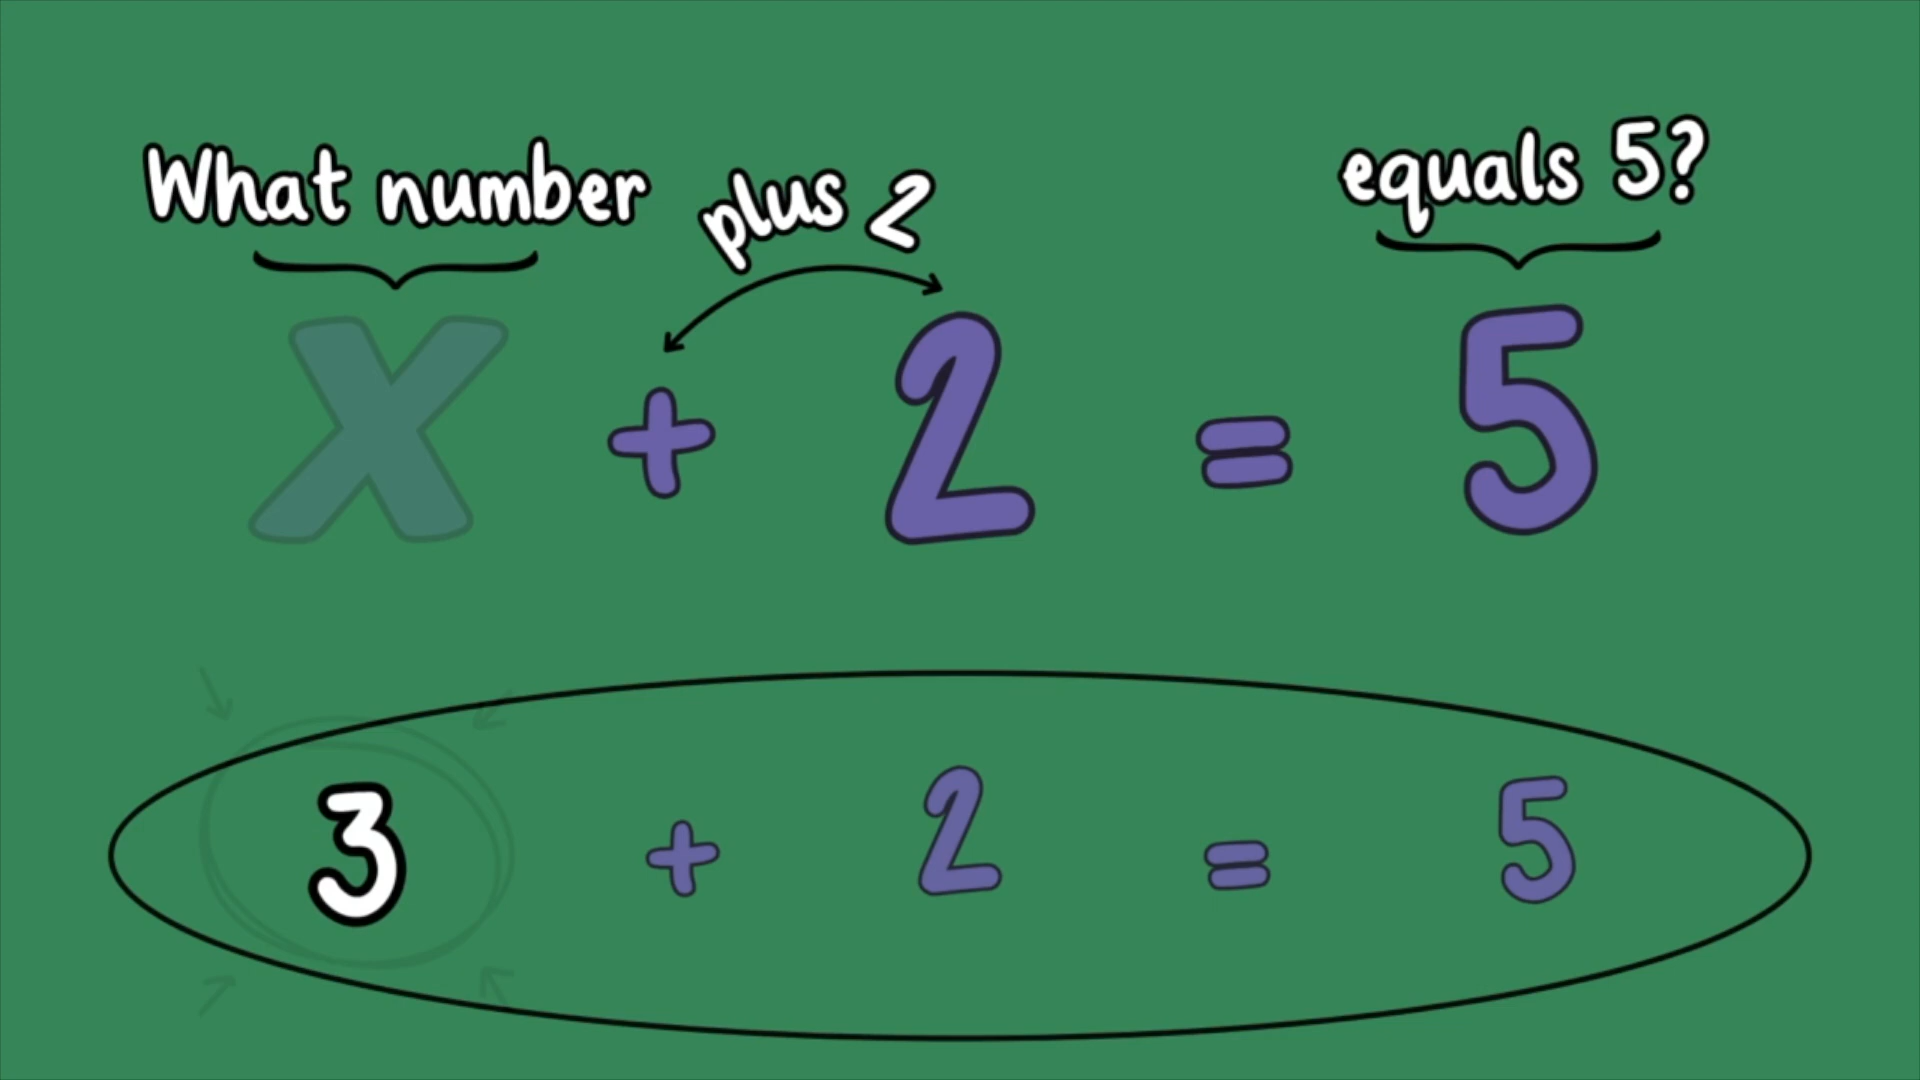 What number plus 2 equals 5?
X + 2 = 5
3 + 2 = 5